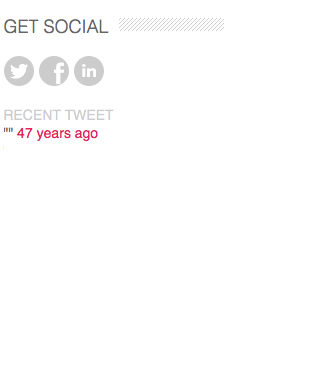 GET SOCIAL
RECENT TWEET
"" 47 years ago